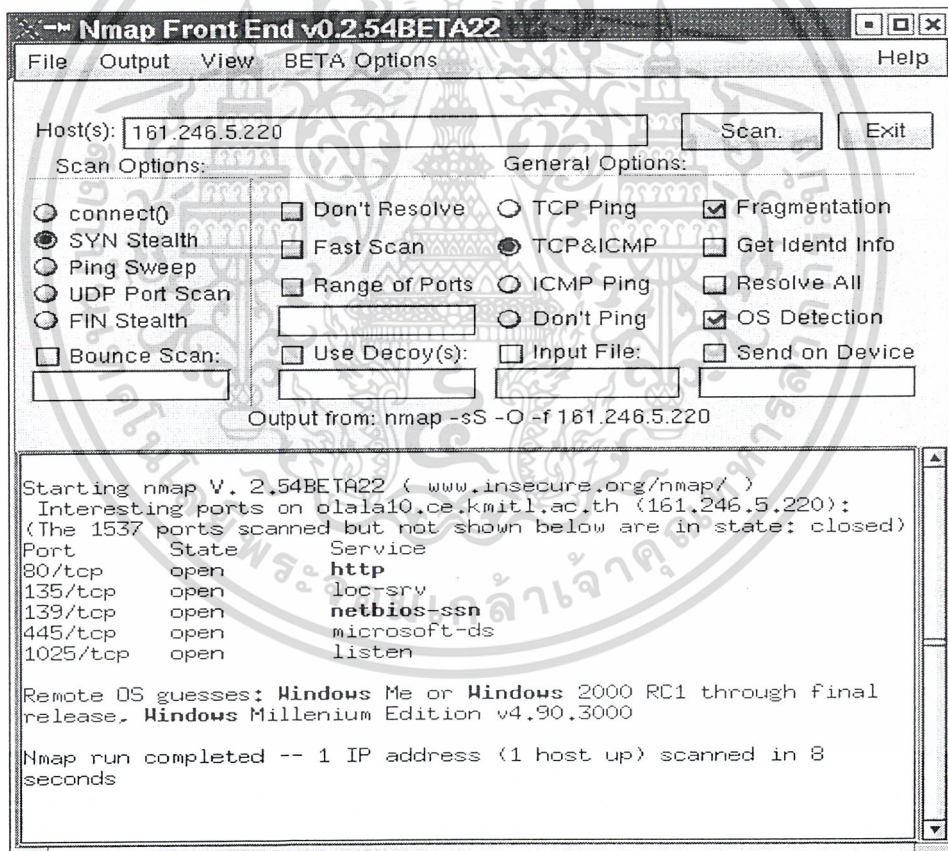 Nmap Front End v0.2.54BETA22
File Output View BETA Options Help
Host(s): 161.246.5.220 Scan. Exit
Scan Options: General Options:
connect() Don't Resolve TCP Ping Fragmentation
SYN Stealth Fast Scan TCP&ICMP Get Identd Info
Ping Sweep Range of Ports ICMP Ping Resolve All
UDP Port Scan Don't Ping OS Detection
FIN Stealth
Bounce Scan: Use Decoy(s): Input File: Send on Device
Output from: nmap -sS -O -f 161.246.5.220
Starting nmap V. 2.54BETA22 ( www.insecure.org/nmap/ )
Interesting ports on olala10.ce.kmitl.ac.th (161.246.5.220):
(The 1537 ports scanned but not shown below are in state: closed)
Port State Service
80/tcp open http
135/tcp open loc-srv
139/tcp open netbios-ssn
445/tcp open microsoft-ds
1025/tcp open listen
Remote OS guesses: Windows Me or Windows 2000 RC1 through final
release, Windows Millenium Edition v4.90.3000
Nmap run completed -- 1 IP address (1 host up) scanned in 8
seconds